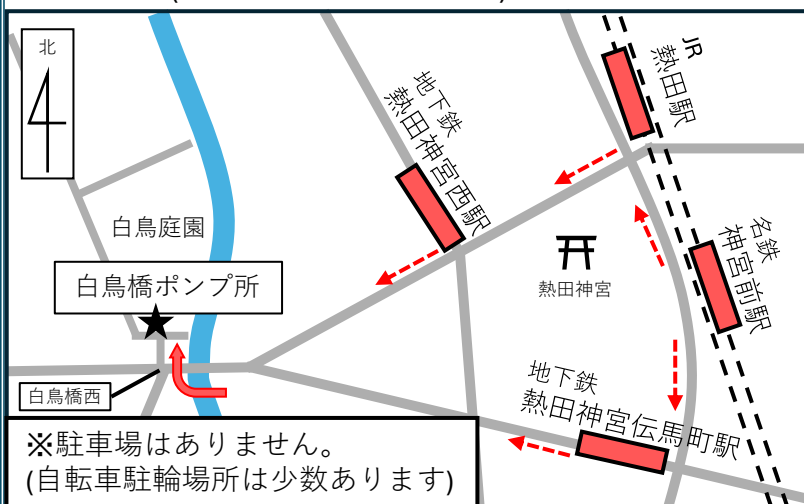 北
JR
熱田駅
地下鉄
熱田神宮西駅
白鳥庭園
名鉄
神宮前駅
白鳥橋ポンプ所
熱田神宮
地下鉄
熱田神宮伝馬町駅
白鳥橋西
※駐車場はありません。
(自転車駐輪場所は少数あります)